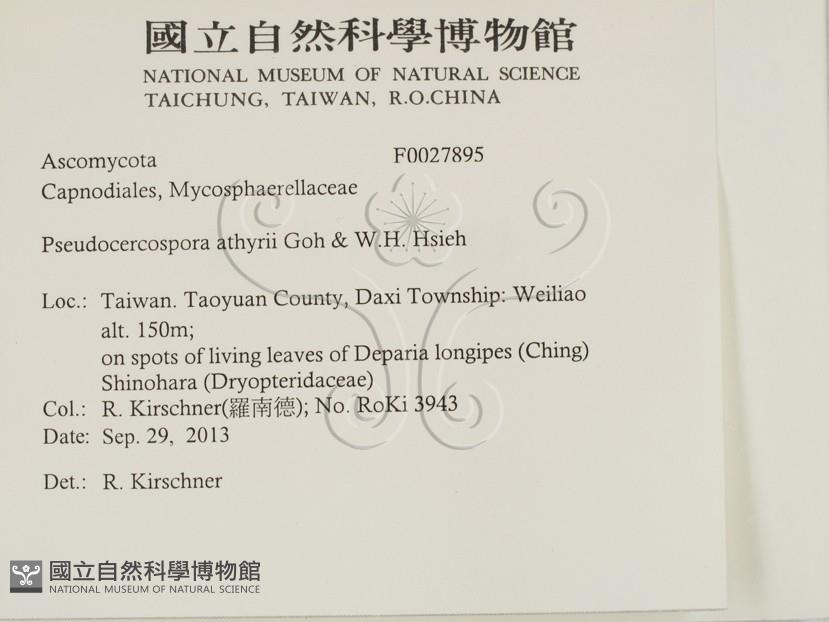 國立自然科學博物館
NATIONAL MUSEUM OF NATURAL SCIENCE
TAICHUNG, TAIWAN, R.O.CHINA
Ascomycota F0027895
Capnodiales, Mycosphaerellaceae
Pseudocercospora athyrii Goh & W.H. Hsieh
Loc.: Taiwan. Taoyuan County, Daxi Township: Weiliao
alt. 150m;
on spots of living leaves of Deparia longipes (Ching)
Shinohara (Dryopteridaceae)
Col.: R. Kirschner(羅南德); No. RoKi 3943
Date: Sep. 29, 2013
Det.: R. Kirschner
國立自然科學博物館
NATIONAL MUSEUM OF NATURAL SCIENCE